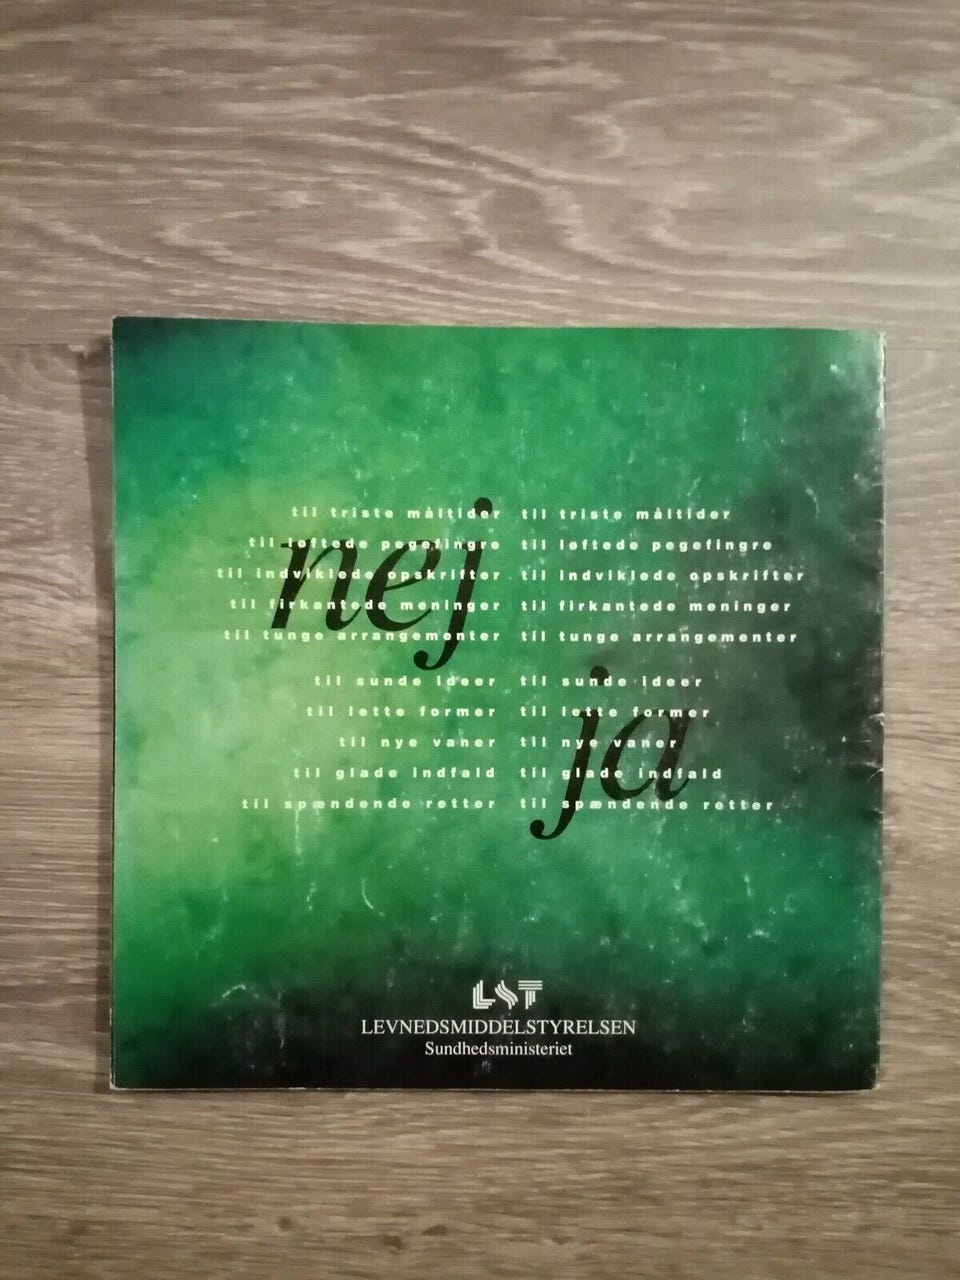 nej
til triste måltider til triste måltider
til løftede pegefingre til løftede pegefingre
til indviklede opskrifter til indviklede opskrifter
til firkantede meninger til firkantede meninger
til tunge arrangementer til tunge arrangementer
ja
til sunde ideer til sunde ideer
til lette former til lette former
til nye vaner til nye vaner
til glade indfald til glade indfald
til spændende retter til spændende retter
LST
LEVNEDSMIDDELSTYRELSEN
Sundhedsministeriet